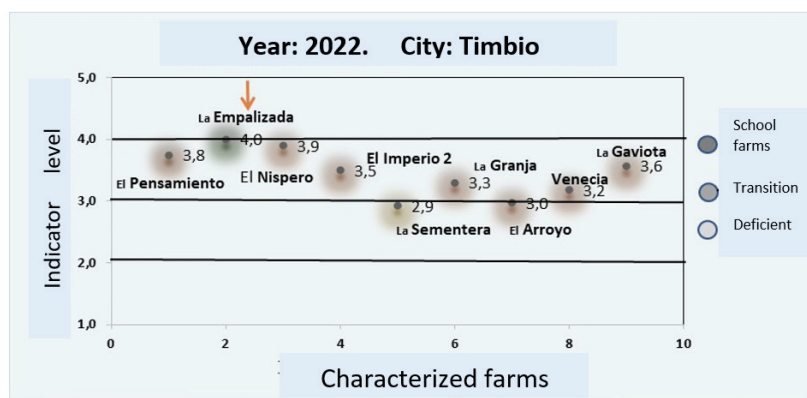 Year: 2022. City: Timbio
Indicator level
5,0
4,0
3,0
2,0
1,0
0
2
4
6
8
10
La Empalizada
4,0
3,9
3,8
El Pensamiento
El Nispero
3,5
El Imperio 2
2,9
La Sementera
3,3
La Granja
3,0
El Arroyo
Venecia
3,2
La Gaviota
3,6
School
farms
Transition
Deficient
Characterized farms